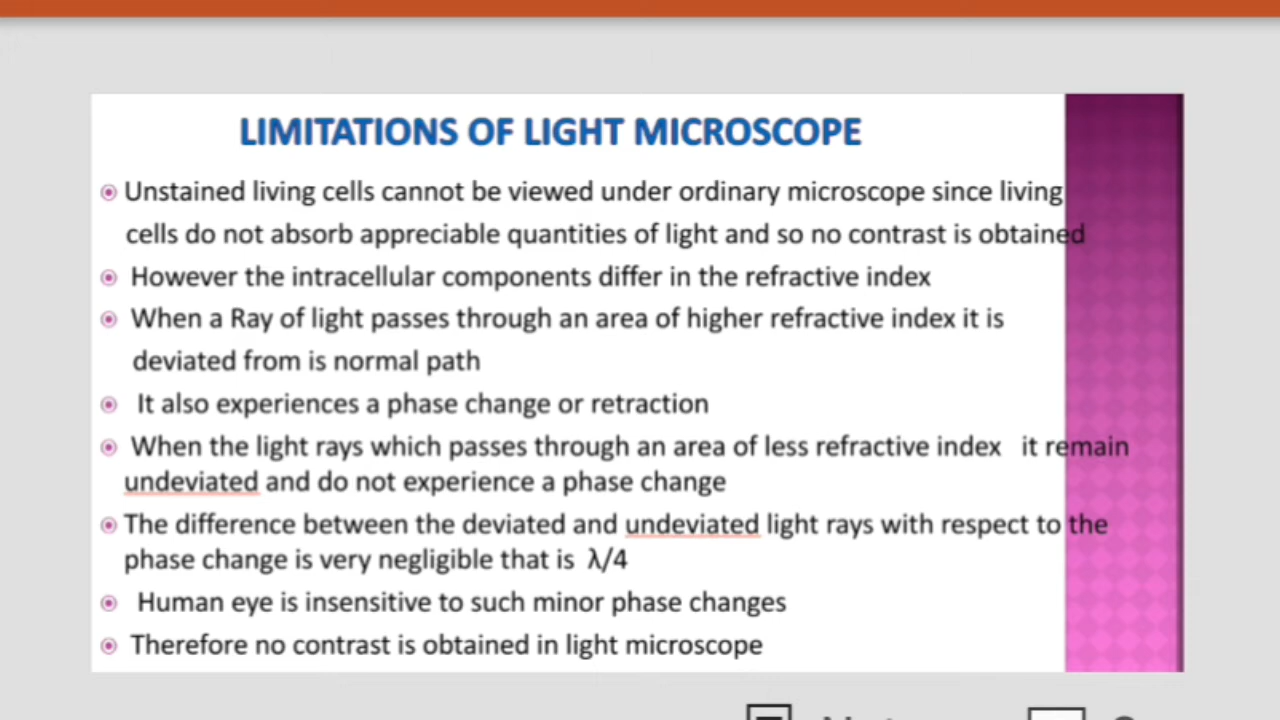 LIMITATIONS OF LIGHT MICROSCOPE
Unstained living cells cannot be viewed under ordinary microscope since living
cells do not absorb appreciable quantities of light and so no contrast is obtained
However the intracellular components differ in the refractive index
When a Ray of light passes through an area of higher refractive index it is
deviated from is normal path
It also experiences a phase change or retraction
When the light rays which passes through an area of less refractive index it remain
undeviated and do not experience a phase change
The difference between the deviated and undeviated light rays with respect to the
phase change is very negligible that is λ/4
Human eye is insensitive to such minor phase changes
Therefore no contrast is obtained in light microscope